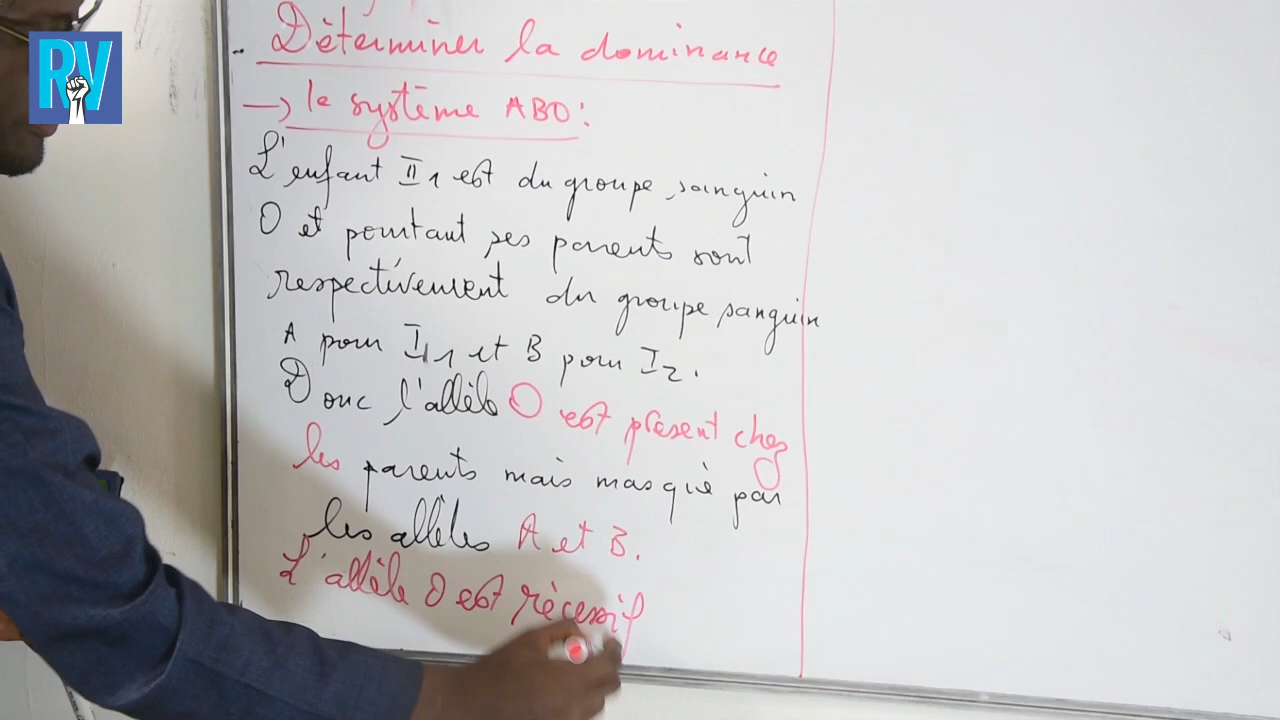 RV
- Déterminer la dominance
→ le système ABO:
L'enfant II1 est du groupe sanguin
O et pourtant ses parents sont
respectivement du groupe sanguin
A pour I1 et B pour I2.
Donc l'allèle O est présent chez
les parents mais masqué par
les allèles A et B.
L'allèle O est récessif